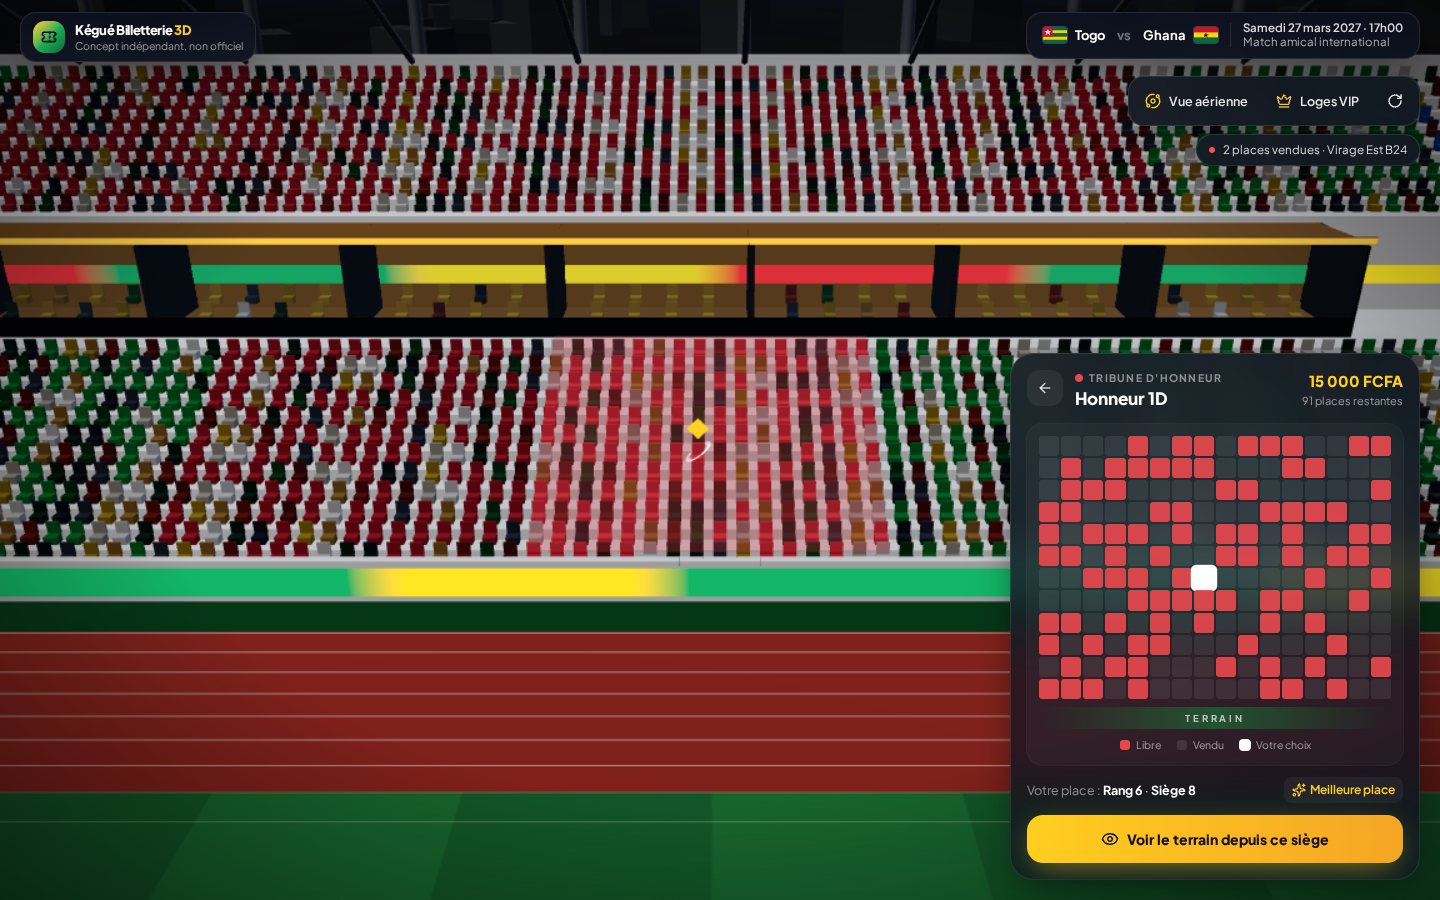 Kégué Billetterie 3D
Concept indépendant, non officiel
Togo vs Ghana
Samedi 27 mars 2027 · 17h00
Match amical international
Vue aérienne
Loges VIP
2 places vendues · Virage Est B24
TRIBUNE D'HONNEUR
Honneur 1D
15 000 FCFA
91 places restantes
TERRAIN
Libre
Vendu
Votre choix
Votre place : Rang 6 · Siège 8
Meilleure place
Voir le terrain depuis ce siège